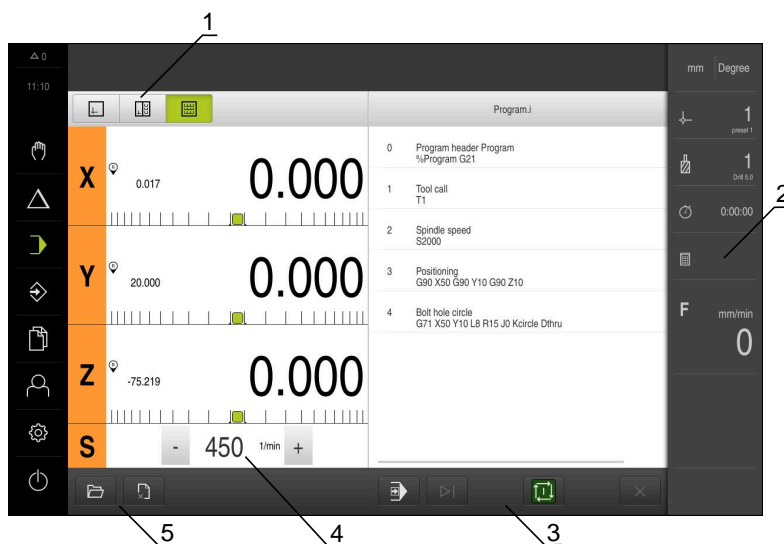 1
0
11:10
mm Degree
Program.i
1
preset 1
X
R
0.017
0.000
0 Program header Program
%Program G21
1 Tool call
T1
1
Drill 5.0
2
0:00:00
2 Spindle speed
S2000
Y
R
20.000
0.000
3 Positioning
G90 X50 G90 Y10 G90 Z10
4 Bolt hole circle
G71 X50 Y10 L8 R15 J0 Kcircle Dthru
F mm/min
0
Z
R
-75.219
0.000
S - 450 1/min +
5
4
3